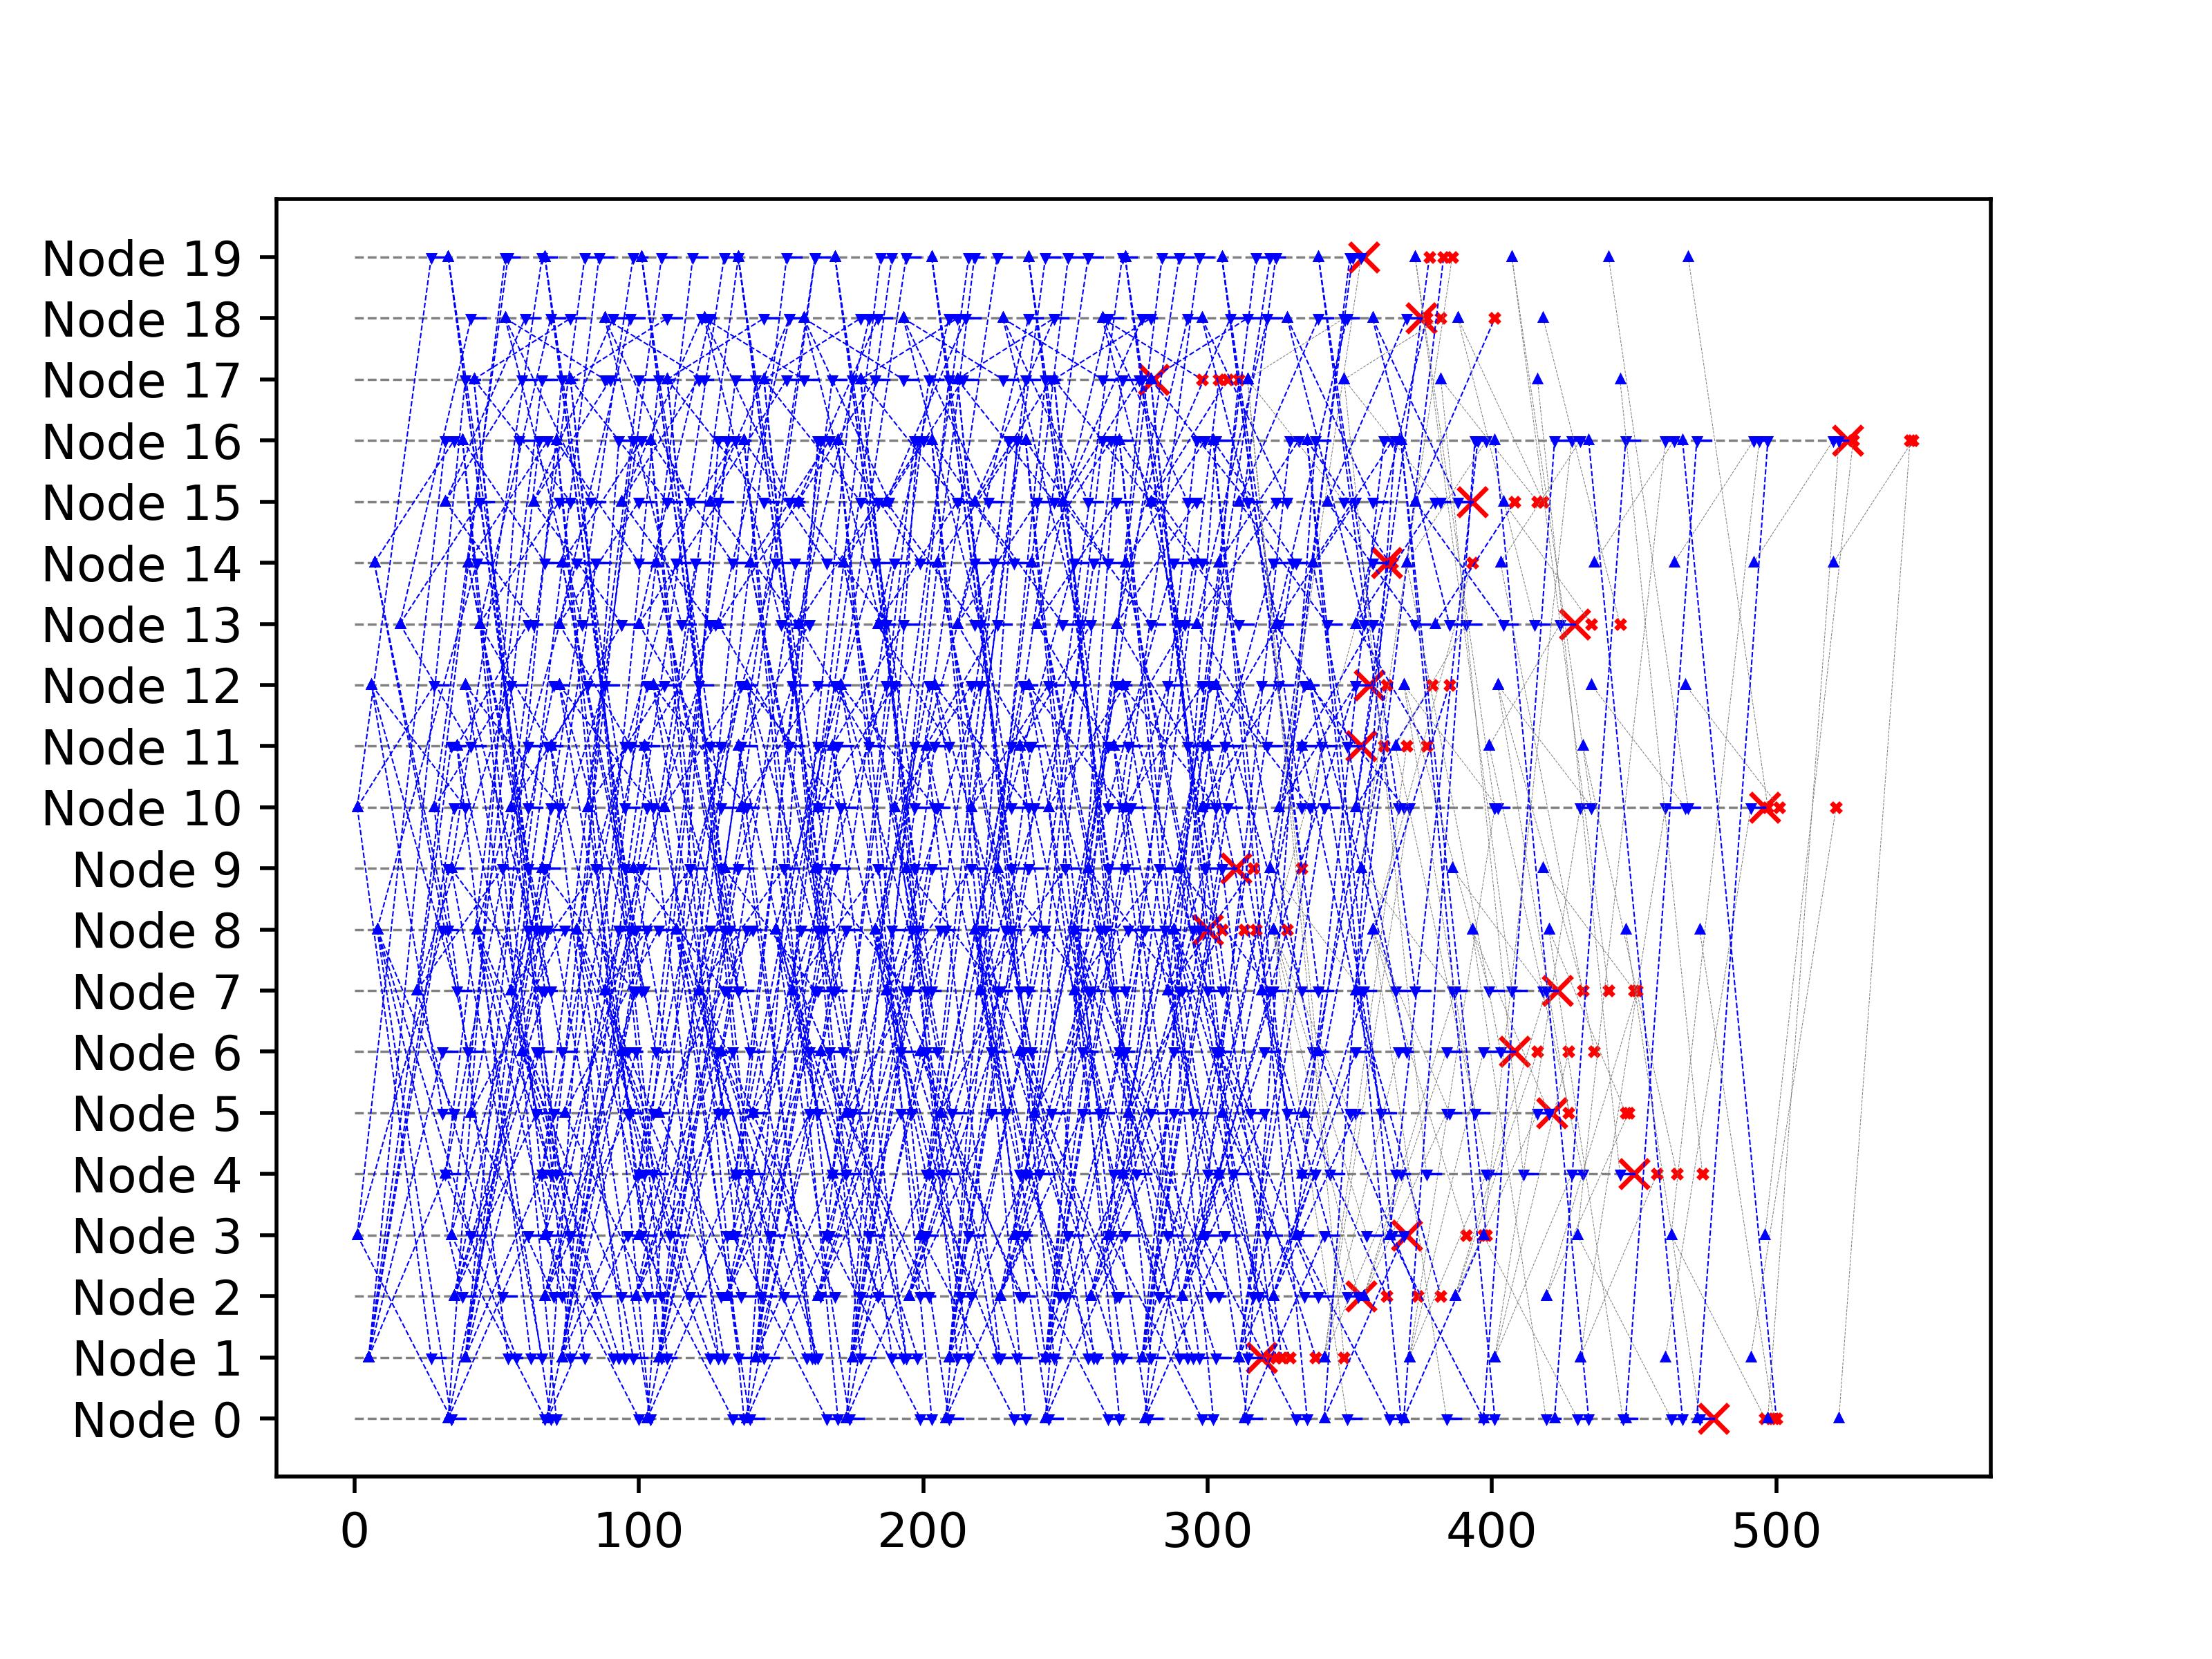 Node 19
Node 18
Node 17
Node 16
Node 15
Node 14
Node 13
Node 12
Node 11
Node 10
Node 9
Node 8
Node 7
Node 6
Node 5
Node 4
Node 3
Node 2
Node 1
Node 0
0 100 200 300 400 500